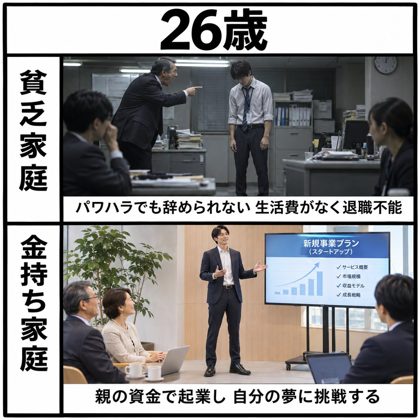 26歳
貧乏家庭
パワハラでも辞められない 生活費がなく退職不能
金持ち家庭
新規事業プラン
(スタートアップ)
✓ サービス概要
✓ 市場規模
✓ 収益モデル
✓ 成長戦略
親の資金で起業し 自分の夢に挑戦する